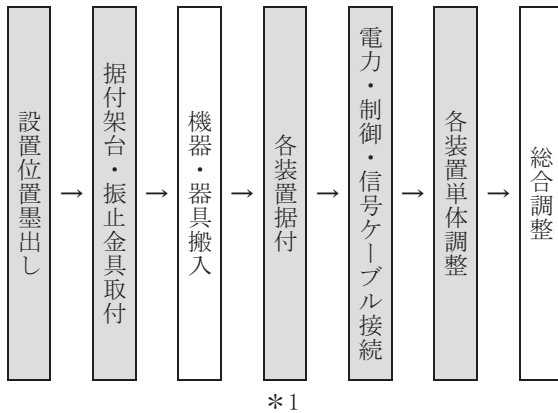 設置位置墨出し
→
据付架台・振止金具取付
→
機器・器具搬入
→
各装置据付
→
電力・制御・信号ケーブル接続
→
各装置単体調整
→
総合調整
＊1